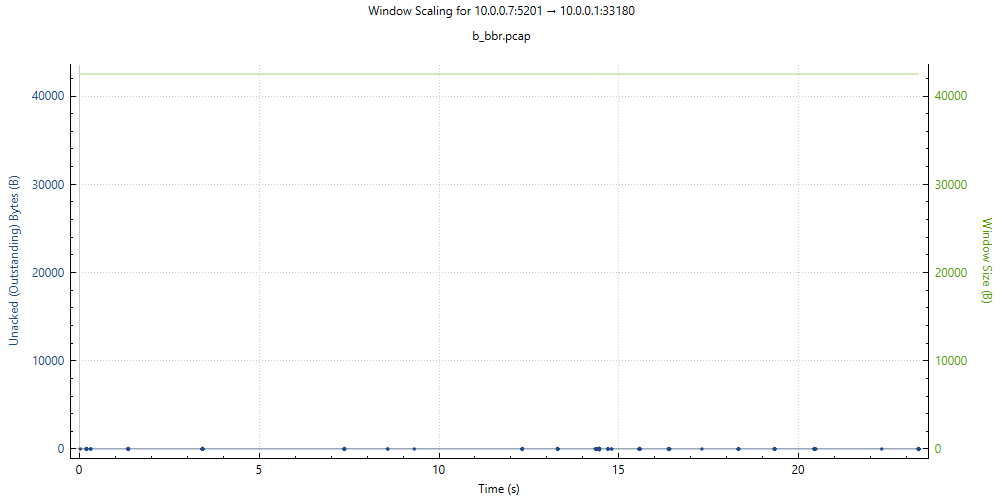 Window Scaling for 10.0.0.7:5201 → 10.0.0.1:33180
b_bbr.pcap
Unacked (Outstanding) Bytes (B)
40000
30000
20000
10000
0
40000
30000
20000
10000
0
Window Size (B)
0 5 10 15 20
Time (s)